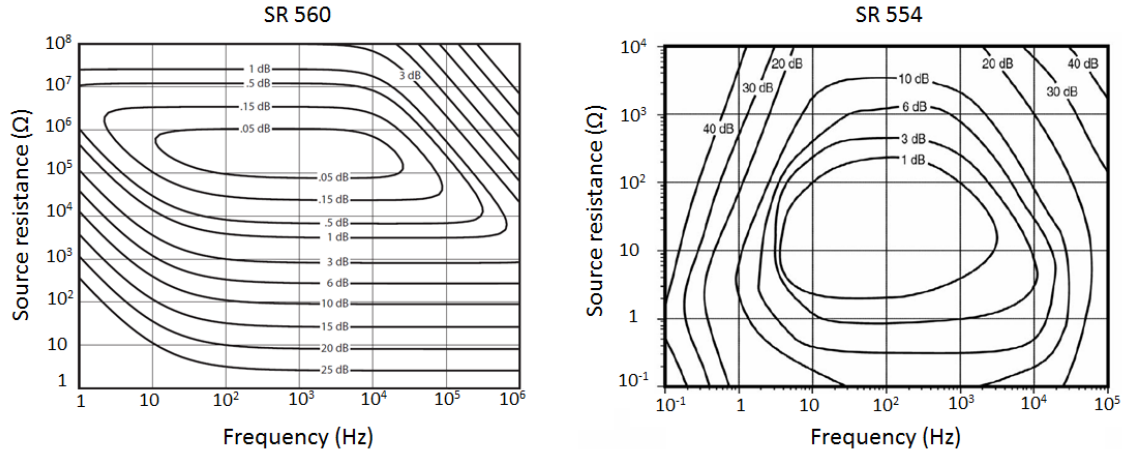 SR 560
SR 554
Source resistance (Ω)
10⁸
10⁷
10⁶
10⁵
10⁴
10³
10²
10
1
1 dB
.5 dB
.15 dB
.05 dB
3 dB
.05 dB
.15 dB
.5 dB
1 dB
3 dB
6 dB
10 dB
15 dB
20 dB
25 dB
1
10
10²
10³
10⁴
10⁵
10⁶
Frequency (Hz)
Source resistance (Ω)
10⁴
10³
10²
10
1
10⁻¹
20 dB
30 dB
40 dB
10 dB
6 dB
3 dB
1 dB
20 dB
40 dB
30 dB
10⁻¹
1
10
10²
10³
10⁴
10⁵
Frequency (Hz)